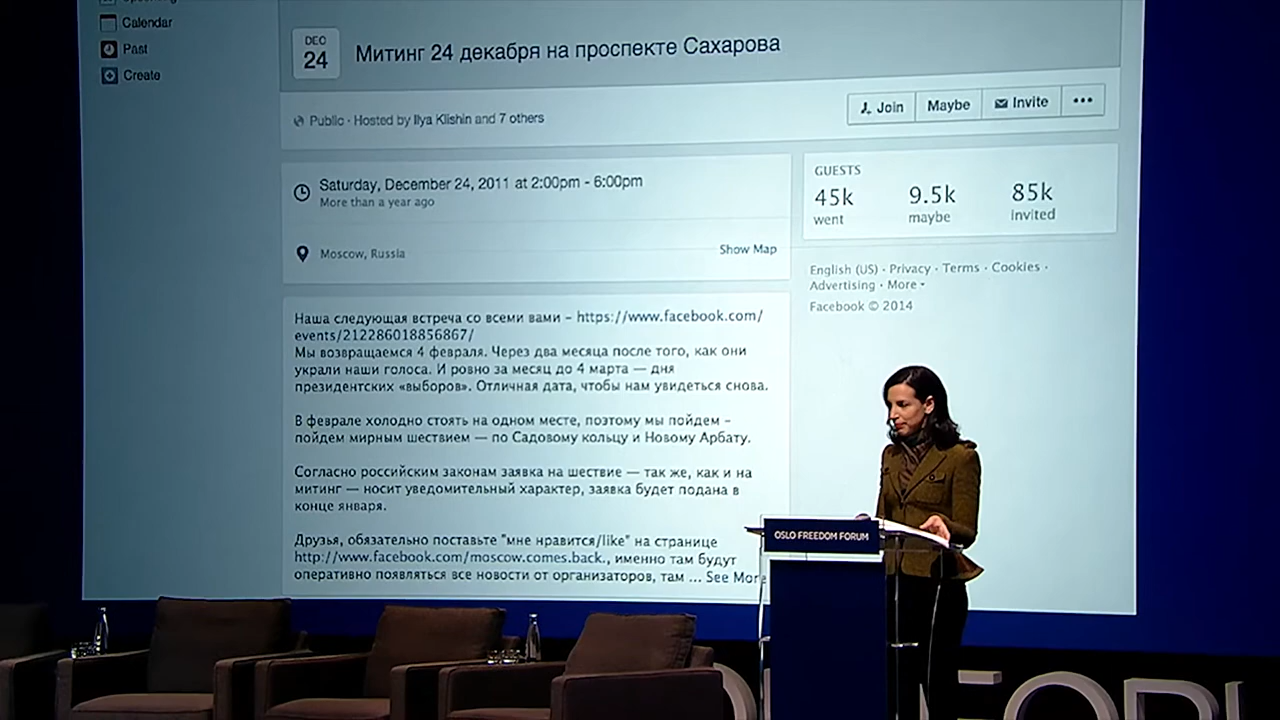 Calendar
Past
Create
DEC
24
Митинг 24 декабря на проспекте Сахарова
Public · Hosted by Ilya Klishin and 7 others
Join
Maybe
Invite
Saturday, December 24, 2011 at 2:00pm - 6:00pm
More than a year ago
Moscow, Russia
Show Map
GUESTS
45k
went
9.5k
maybe
85k
invited
English (US) · Privacy · Terms · Cookies ·
Advertising · More
Facebook © 2014
Наша следующая встреча со всеми вами – https://www.facebook.com/
events/212286018856867/
Мы возвращаемся 4 февраля. Через два месяца после того, как они
украли наши голоса. И ровно за месяц до 4 марта — дня
президентских «выборов». Отличная дата, чтобы нам увидеться снова.
В феврале холодно стоять на одном месте, поэтому мы пойдем –
пойдем мирным шествием — по Садовому кольцу и Новому Арбату.
Согласно российским законам заявка на шествие — так же, как и на
митинг — носит уведомительный характер, заявка будет подана в
конце января.
Друзья, обязательно поставьте "мне нравится/like" на странице
http://www.facebook.com/moscow.comes.back., именно там будут
оперативно появляться все новости от организаторов, там ... See More
OSLO FREEDOM FORUM